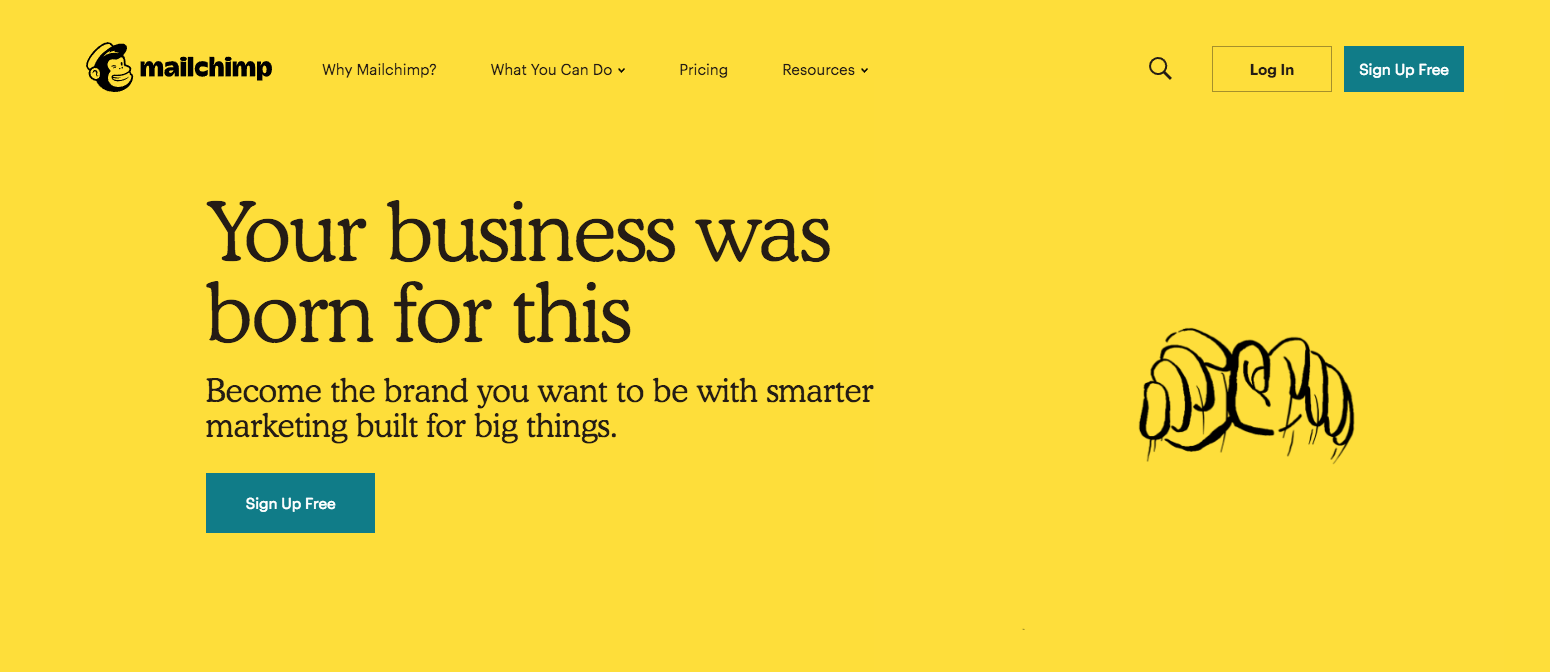 mailchimp
Why Mailchimp?
What You Can Do
Pricing
Resources
Log In
Sign Up Free
Your business was
born for this
Become the brand you want to be with smarter
marketing built for big things.
Sign Up Free